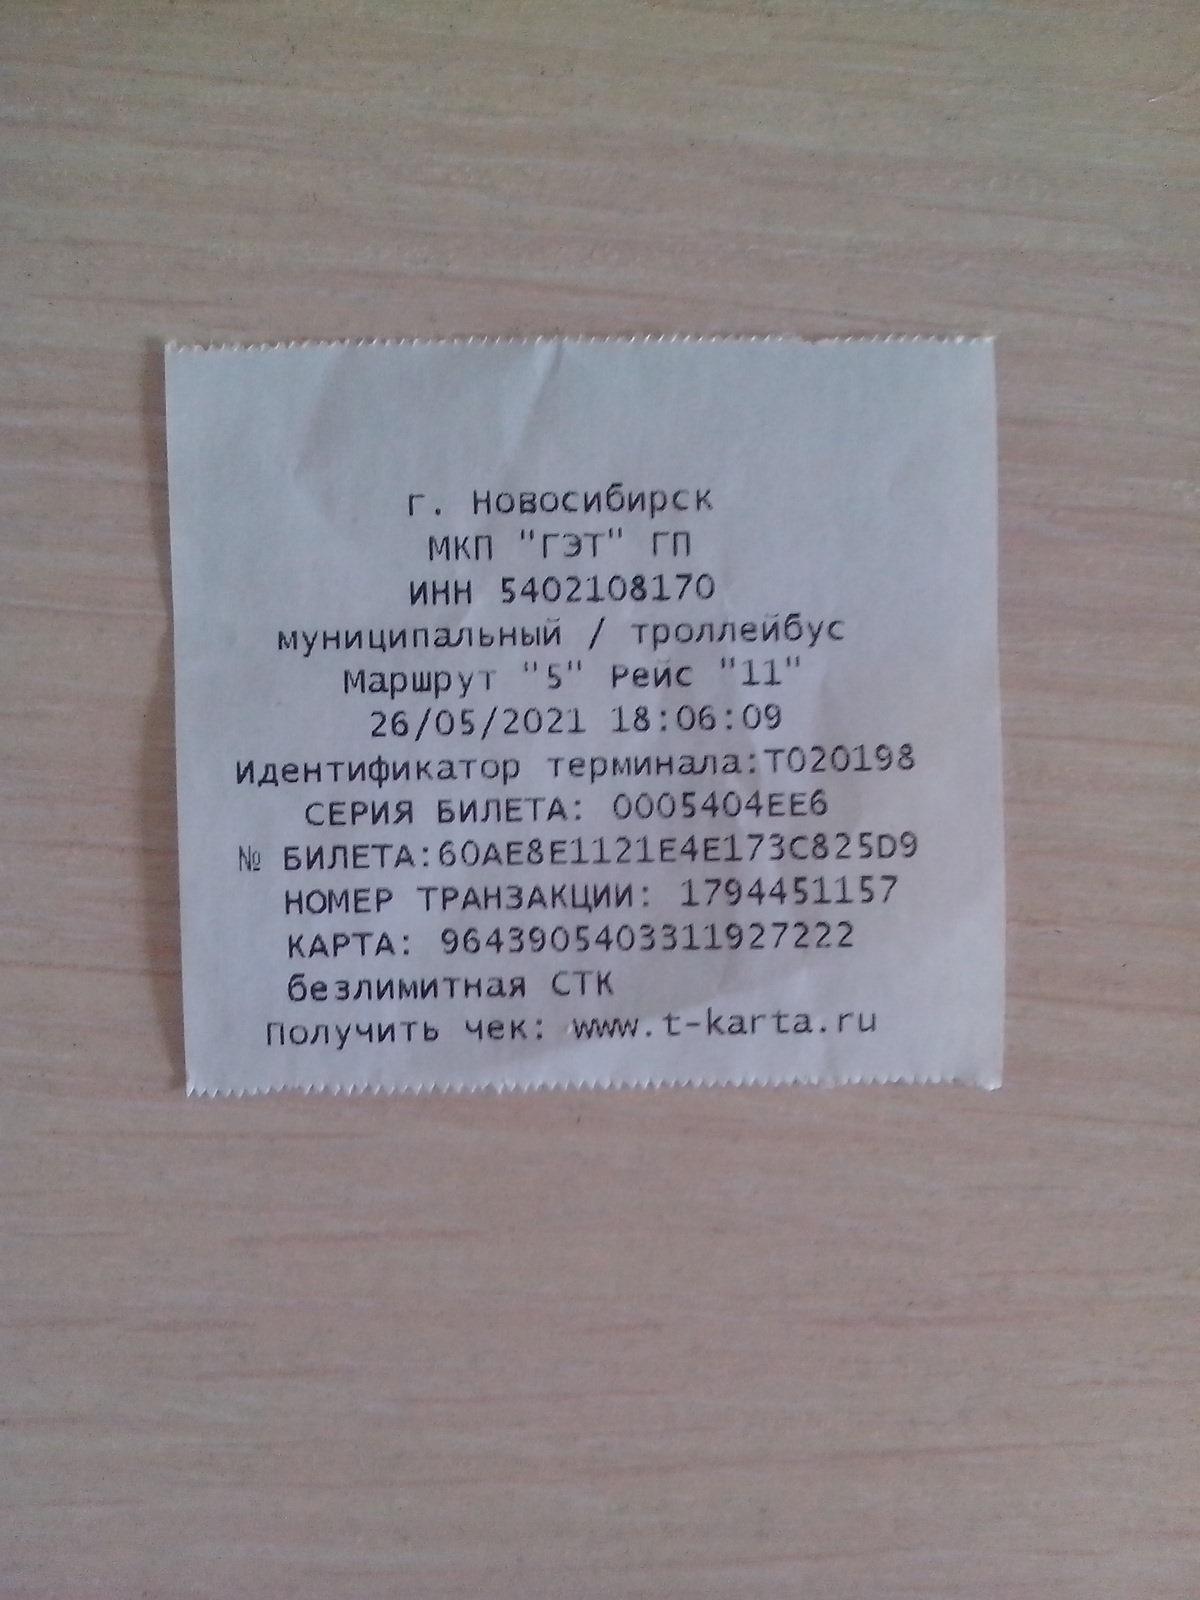 г. Новосибирск
МКП "ГЭТ" ГП
ИНН 5402108170
муниципальный / троллейбус
Маршрут "5" Рейс "11"
26/05/2021 18:06:09
Идентификатор терминала:T020198
СЕРИЯ БИЛЕТА: 0005404EE6
№ БИЛЕТА:60AE8E1121E4E173C825D9
НОМЕР ТРАНЗАКЦИИ: 1794451157
КАРТА: 9643905403311927222
безлимитная СТК
Получить чек: www.t-karta.ru